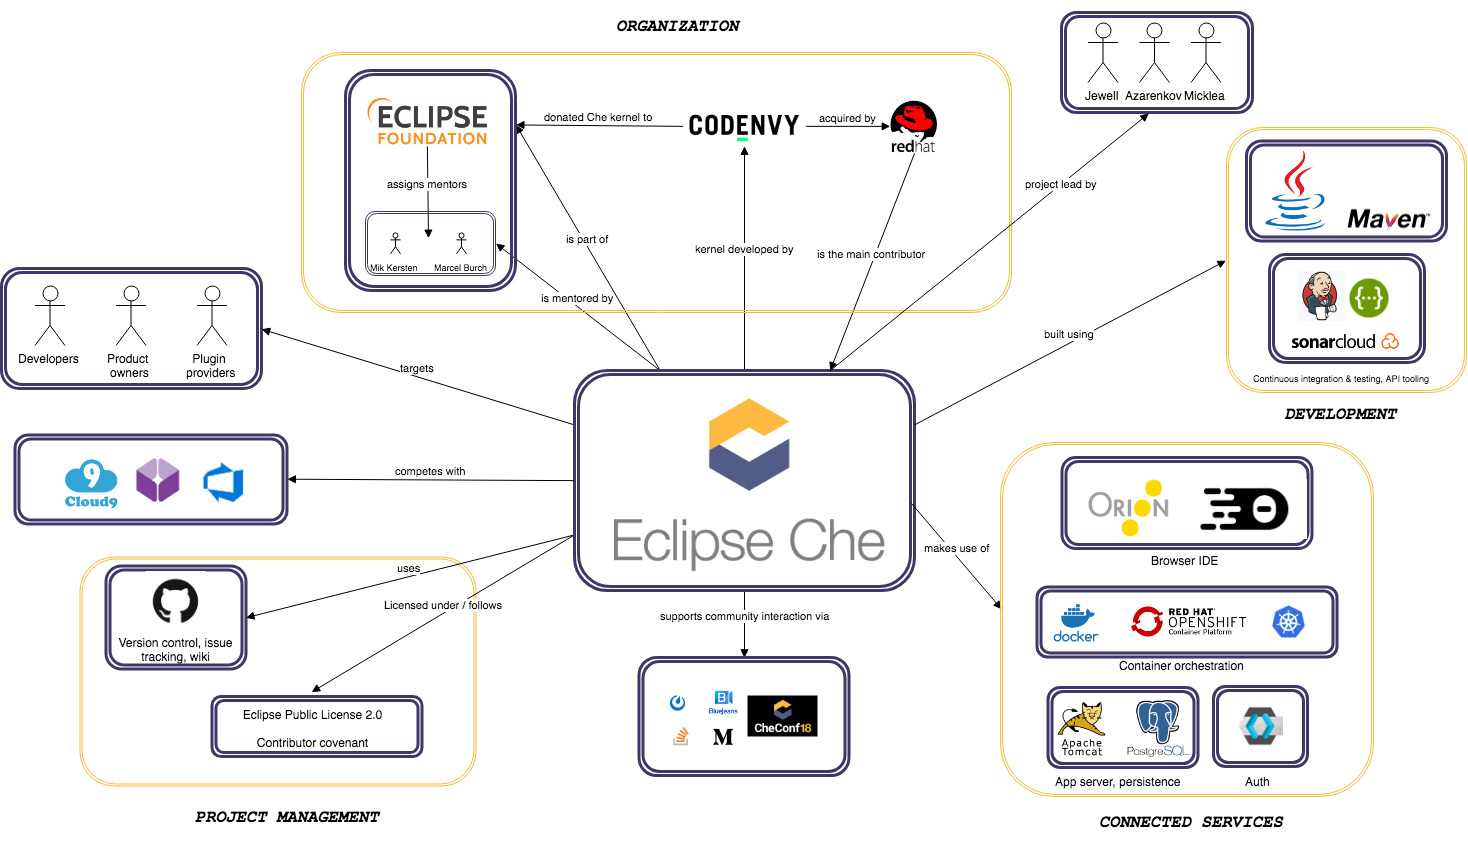 ORGANIZATION
ECLIPSE
FOUNDATION
assigns mentors
Mik Kersten
Marcel Burch
donated Che kernel to
CODENVY
acquired by
redhat
is part of
is mentored by
kernel developed by
is the main contributor
Jewell
Azarenkov
Micklea
project lead by
Maven™
sonarcloud
Continuous integration & testing, API tooling
DEVELOPMENT
built using
Developers
Product
owners
Plugin
providers
targets
9
Cloud9
competes with
Eclipse Che
uses
Licensed under / follows
Version control, issue
tracking, wiki
Eclipse Public License 2.0
Contributor covenant
PROJECT MANAGEMENT
supports community interaction via
B
BlueJeans
M
CheConf18
makes use of
ORION
Browser IDE
docker
RED HAT®
OPENSHIFT
Container Platform
Container orchestration
Apache
Tomcat
PostgreSQL
App server, persistence
Auth
CONNECTED SERVICES